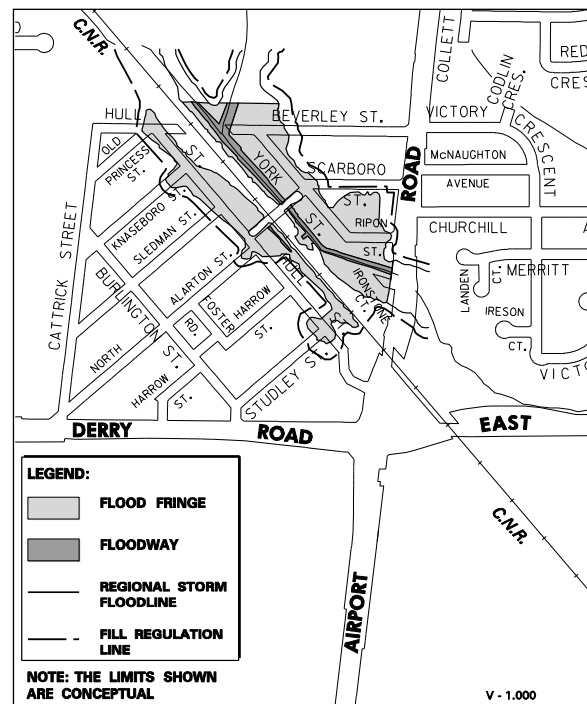 C.N.R.
COLLETT
RED
CRES
CODLIN
CRES.
HULL
ST.
BEVERLEY ST.
VICTORY
CRESCENT
OLD
PRINCESS
ST.
YORK
ST.
SCARBORO
ST.
ROAD
McNAUGHTON
AVENUE
RIPON
ST.
CHURCHILL
A
KNASEBORO ST.
SLEDMAN ST.
CATTRICK STREET
BURLINGTON
ST.
ALARTON ST.
HULL
ST.
IRONSTONE
CT.
LANDEN
CT.
MERRITT
IRESON
CT.
HARROW
ST.
FOSTER
RD.
NORTH
HARROW
ST.
STUDLEY ST.
VICTO
DERRY
ROAD
EAST
C.N.R.
AIRPORT
LEGEND:
FLOOD FRINGE
FLOODWAY
REGIONAL STORM
FLOODLINE
FILL REGULATION
LINE
NOTE: THE LIMITS SHOWN
ARE CONCEPTUAL
V - 1.000